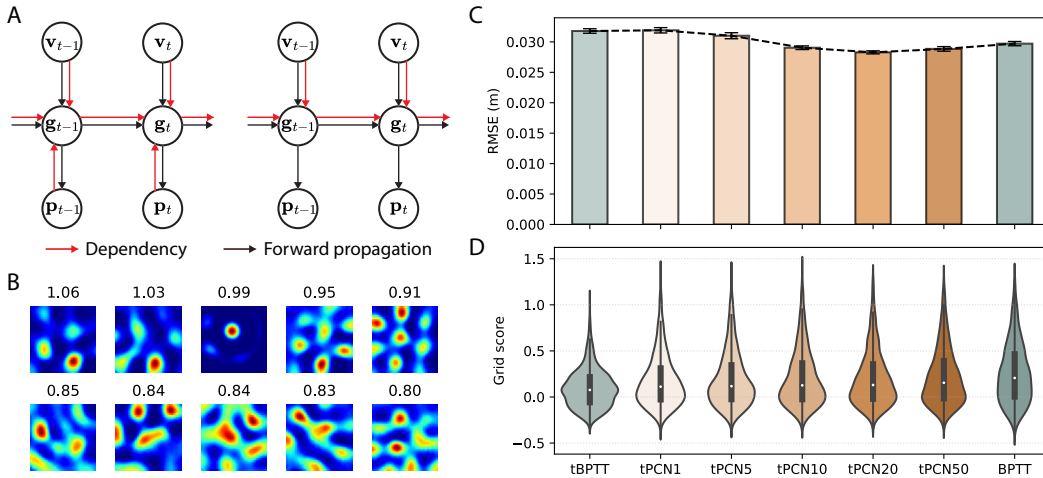 A
v_{t−1} v_t v_{t−1} v_t
g_{t−1} g_t g_{t−1} g_t
p_{t−1} p_t p_{t−1} p_t
Dependency Forward propagation
B
1.06 1.03 0.99 0.95 0.91
0.85 0.84 0.84 0.83 0.80
C
RMSE (m)
0.030
0.025
0.020
0.015
0.010
0.005
0.000
D
Grid score
1.5
1.0
0.5
0.0
−0.5
tBPTT tPCN1 tPCN5 tPCN10 tPCN20 tPCN50 BPTT